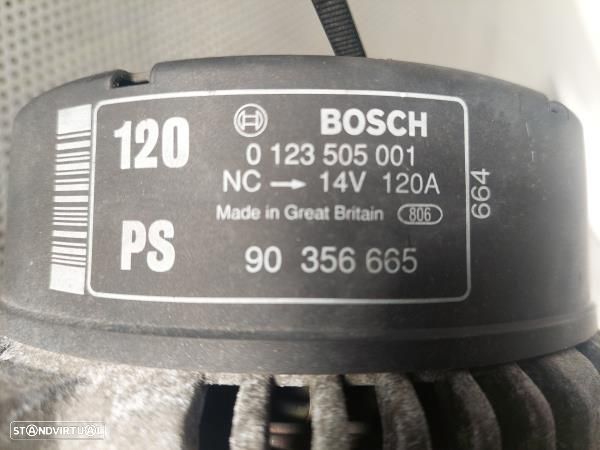 120
BOSCH
0 123 505 001
NC → 14V 120A
Made in Great Britain 806
PS
90 356 665
664
STANDVIRTUAL